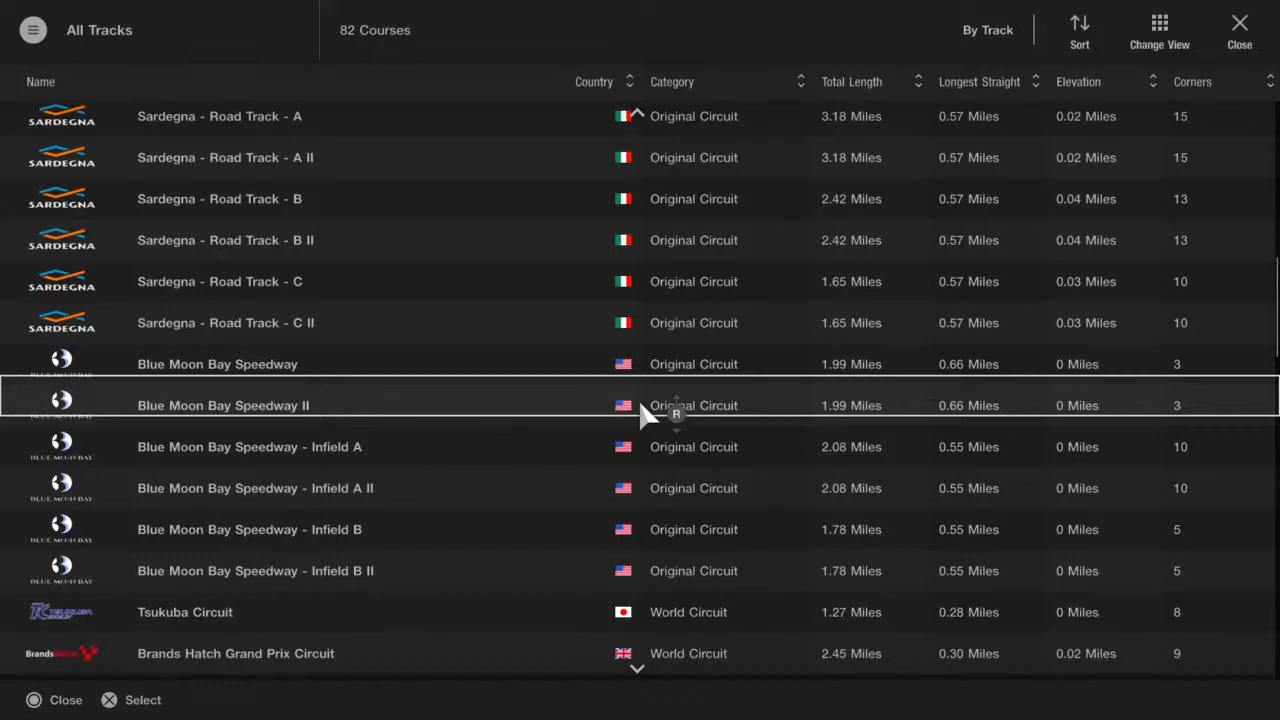 All Tracks 82 Courses By Track Sort Change View Close
Name Country Category Total Length Longest Straight Elevation Corners
SARDEGNA Sardegna - Road Track - A Original Circuit 3.18 Miles 0.57 Miles 0.02 Miles 15
SARDEGNA Sardegna - Road Track - A II Original Circuit 3.18 Miles 0.57 Miles 0.02 Miles 15
SARDEGNA Sardegna - Road Track - B Original Circuit 2.42 Miles 0.57 Miles 0.04 Miles 13
SARDEGNA Sardegna - Road Track - B II Original Circuit 2.42 Miles 0.57 Miles 0.04 Miles 13
SARDEGNA Sardegna - Road Track - C Original Circuit 1.65 Miles 0.57 Miles 0.03 Miles 10
SARDEGNA Sardegna - Road Track - C II Original Circuit 1.65 Miles 0.57 Miles 0.03 Miles 10
Blue Moon Bay Speedway Original Circuit 1.99 Miles 0.66 Miles 0 Miles 3
Blue Moon Bay Speedway II Original Circuit R 1.99 Miles 0.66 Miles 0 Miles 3
BLUE MOON BAY Blue Moon Bay Speedway - Infield A Original Circuit 2.08 Miles 0.55 Miles 0 Miles 10
BLUE MOON BAY Blue Moon Bay Speedway - Infield A II Original Circuit 2.08 Miles 0.55 Miles 0 Miles 10
BLUE MOON BAY Blue Moon Bay Speedway - Infield B Original Circuit 1.78 Miles 0.55 Miles 0 Miles 5
BLUE MOON BAY Blue Moon Bay Speedway - Infield B II Original Circuit 1.78 Miles 0.55 Miles 0 Miles 5
Tsukuba Circuit World Circuit 1.27 Miles 0.28 Miles 0 Miles 8
Brands Hatch Brands Hatch Grand Prix Circuit World Circuit 2.45 Miles 0.30 Miles 0.02 Miles 9
Close Select